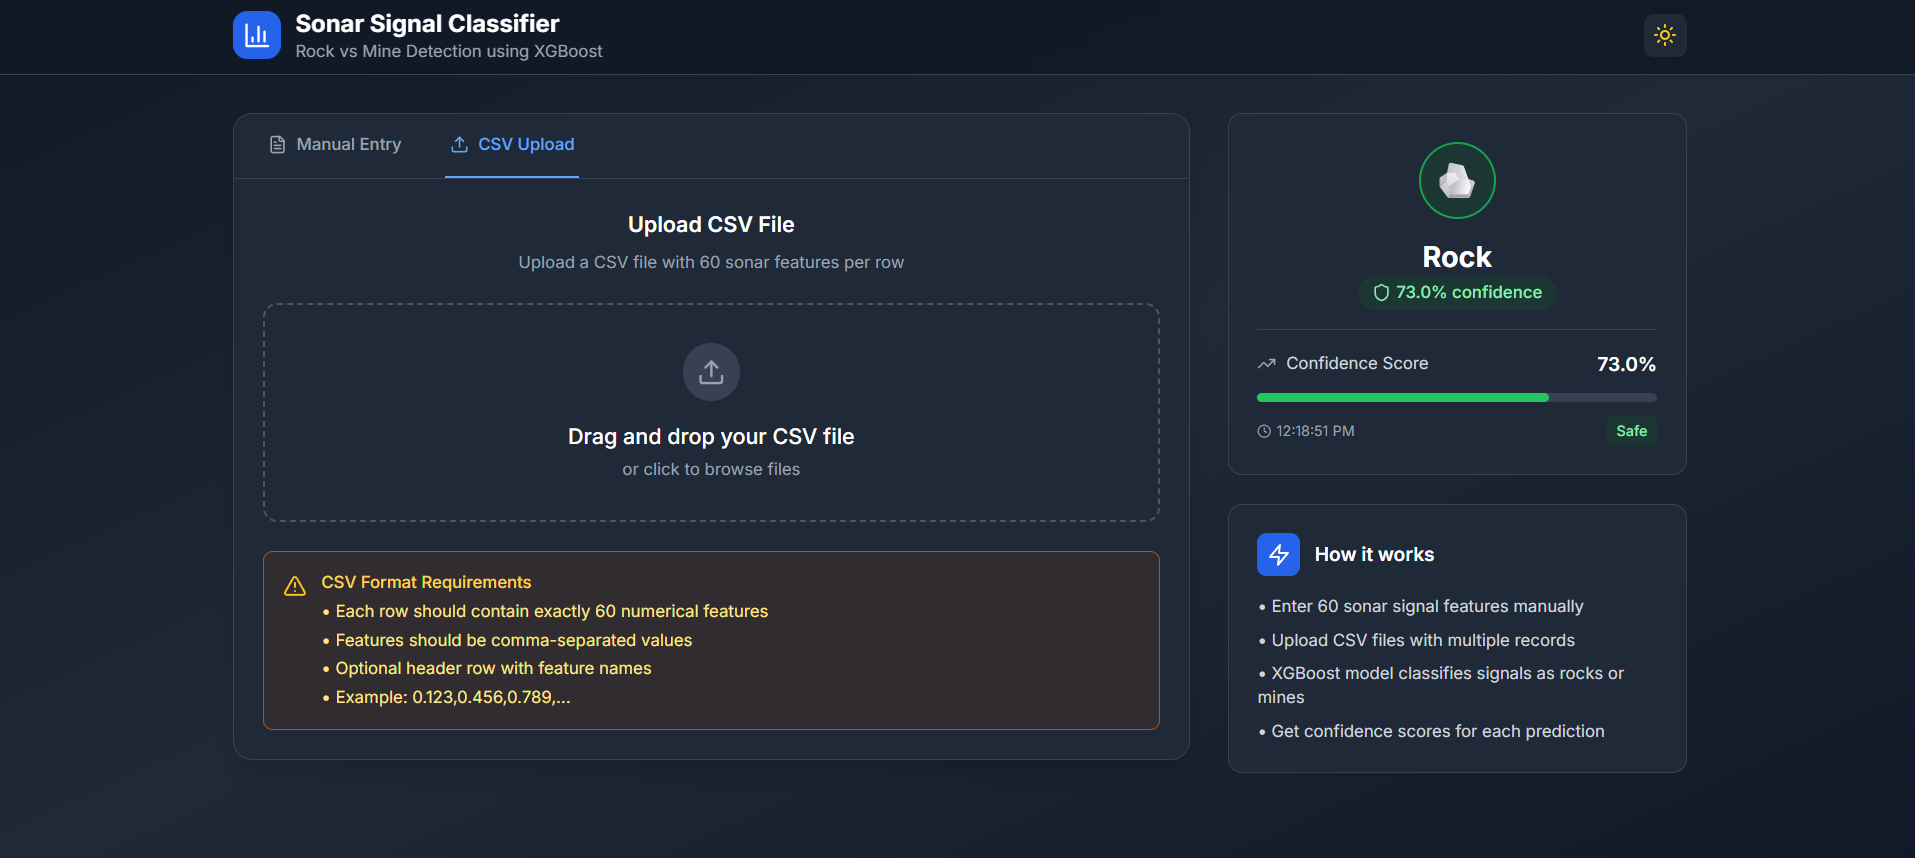 Sonar Signal Classifier
Rock vs Mine Detection using XGBoost
Manual Entry
CSV Upload
Upload CSV File
Upload a CSV file with 60 sonar features per row
Drag and drop your CSV file
or click to browse files
CSV Format Requirements
• Each row should contain exactly 60 numerical features
• Features should be comma-separated values
• Optional header row with feature names
• Example: 0.123,0.456,0.789,...
Rock
73.0% confidence
Confidence Score
73.0%
12:18:51 PM
Safe
How it works
• Enter 60 sonar signal features manually
• Upload CSV files with multiple records
• XGBoost model classifies signals as rocks or
mines
• Get confidence scores for each prediction